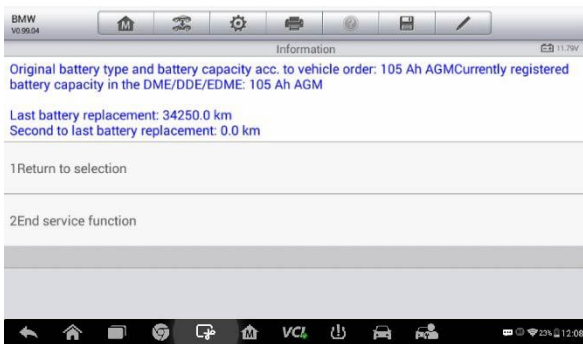 BMW
V0.99.04
Information
11.79V
Original battery type and battery capacity acc. to vehicle order: 105 Ah AGMCurrently registered
battery capacity in the DME/DDE/EDME: 105 Ah AGM
Last battery replacement: 34250.0 km
Second to last battery replacement: 0.0 km
1Return to selection
2End service function
VCI
23% 12:08